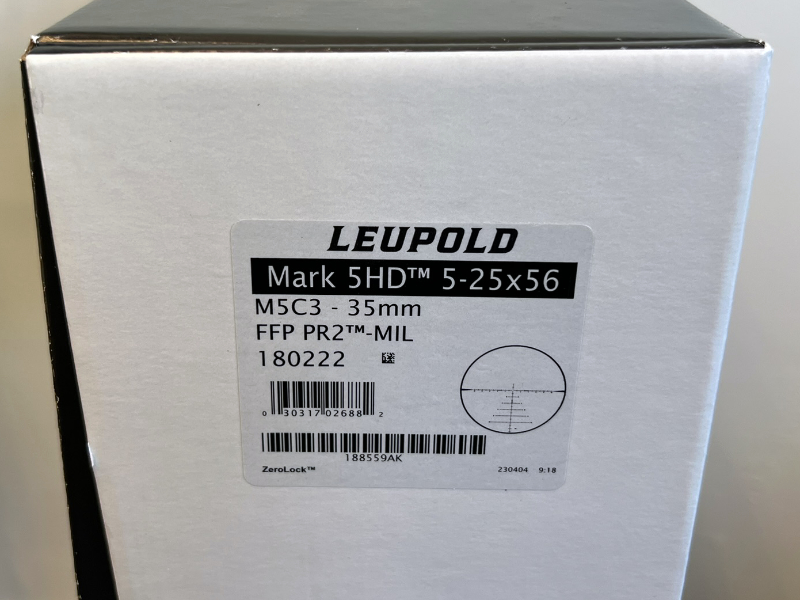 LEUPOLD
Mark 5HD™ 5-25x56
M5C3 - 35mm
FFP PR2™-MIL
180222
0 30317 02688 2
188559AK
ZeroLock™ 230404 9:18